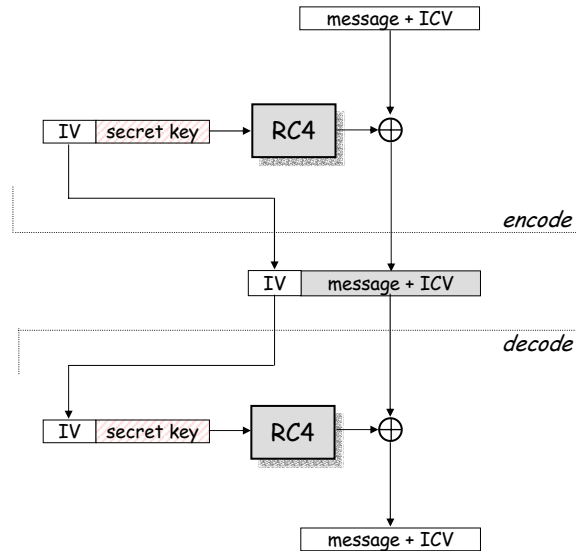 message + ICV
IV secret key RC4
encode
IV message + ICV
decode
IV secret key RC4
message + ICV